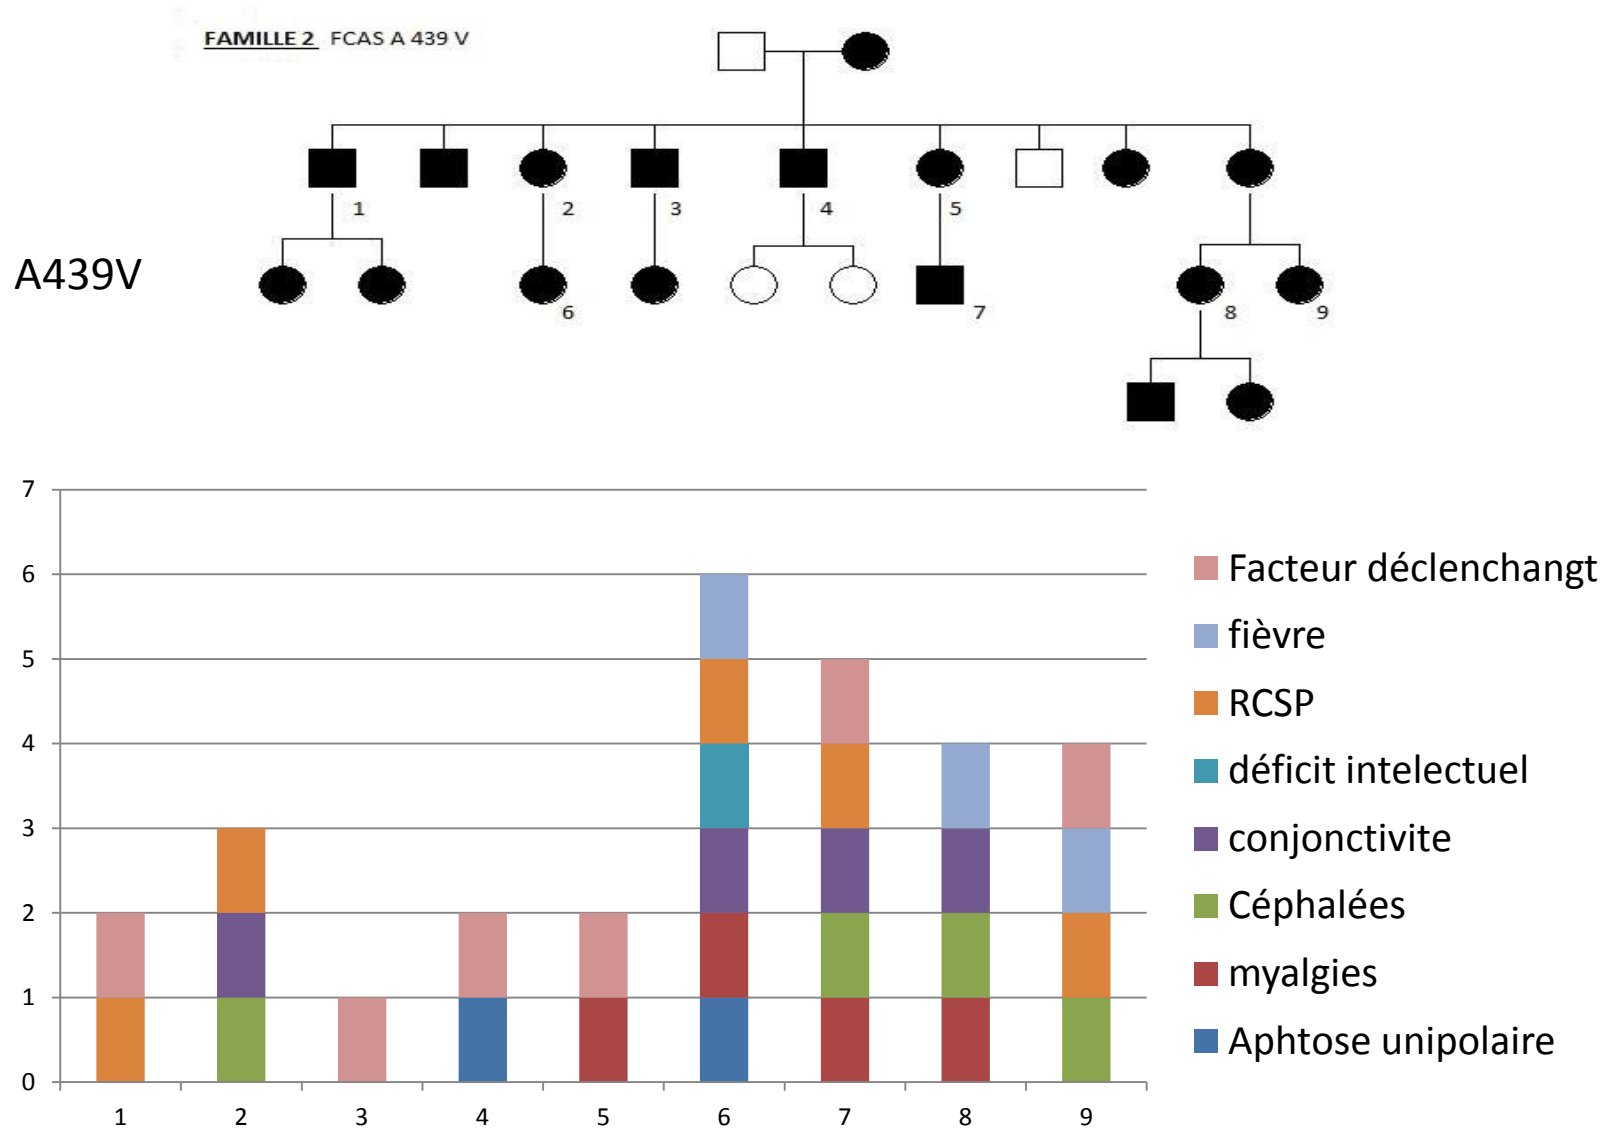 FAMILLE 2 FCAS A 439 V
1 2 3 4 5
A439V
6 7 8 9
7
6
5
4
3
2
1
0
1 2 3 4 5 6 7 8 9
Facteur déclenchangt
fièvre
RCSP
déficit intelectuel
conjonctivite
Céphalées
myalgies
Aphtose unipolaire